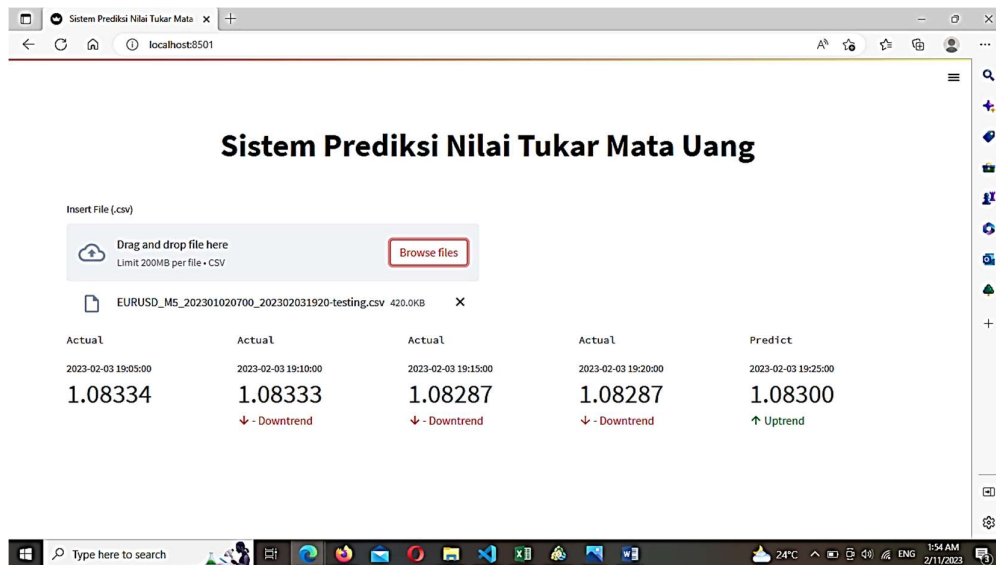 Sistem Prediksi Nilai Tukar Mata
localhost:8501
Sistem Prediksi Nilai Tukar Mata Uang
Insert File (.csv)
Drag and drop file here
Limit 200MB per file • CSV
Browse files
EURUSD_M5_202301020700_202302031920-testing.csv 420.0KB
Actual Actual Actual Actual Predict
2023-02-03 19:05:00 2023-02-03 19:10:00 2023-02-03 19:15:00 2023-02-03 19:20:00 2023-02-03 19:25:00
1.08334 1.08333 1.08287 1.08287 1.08300
↓ - Downtrend ↓ - Downtrend ↓ - Downtrend ↑ Uptrend
Type here to search 24°C ENG 1:54 AM
2/11/2023